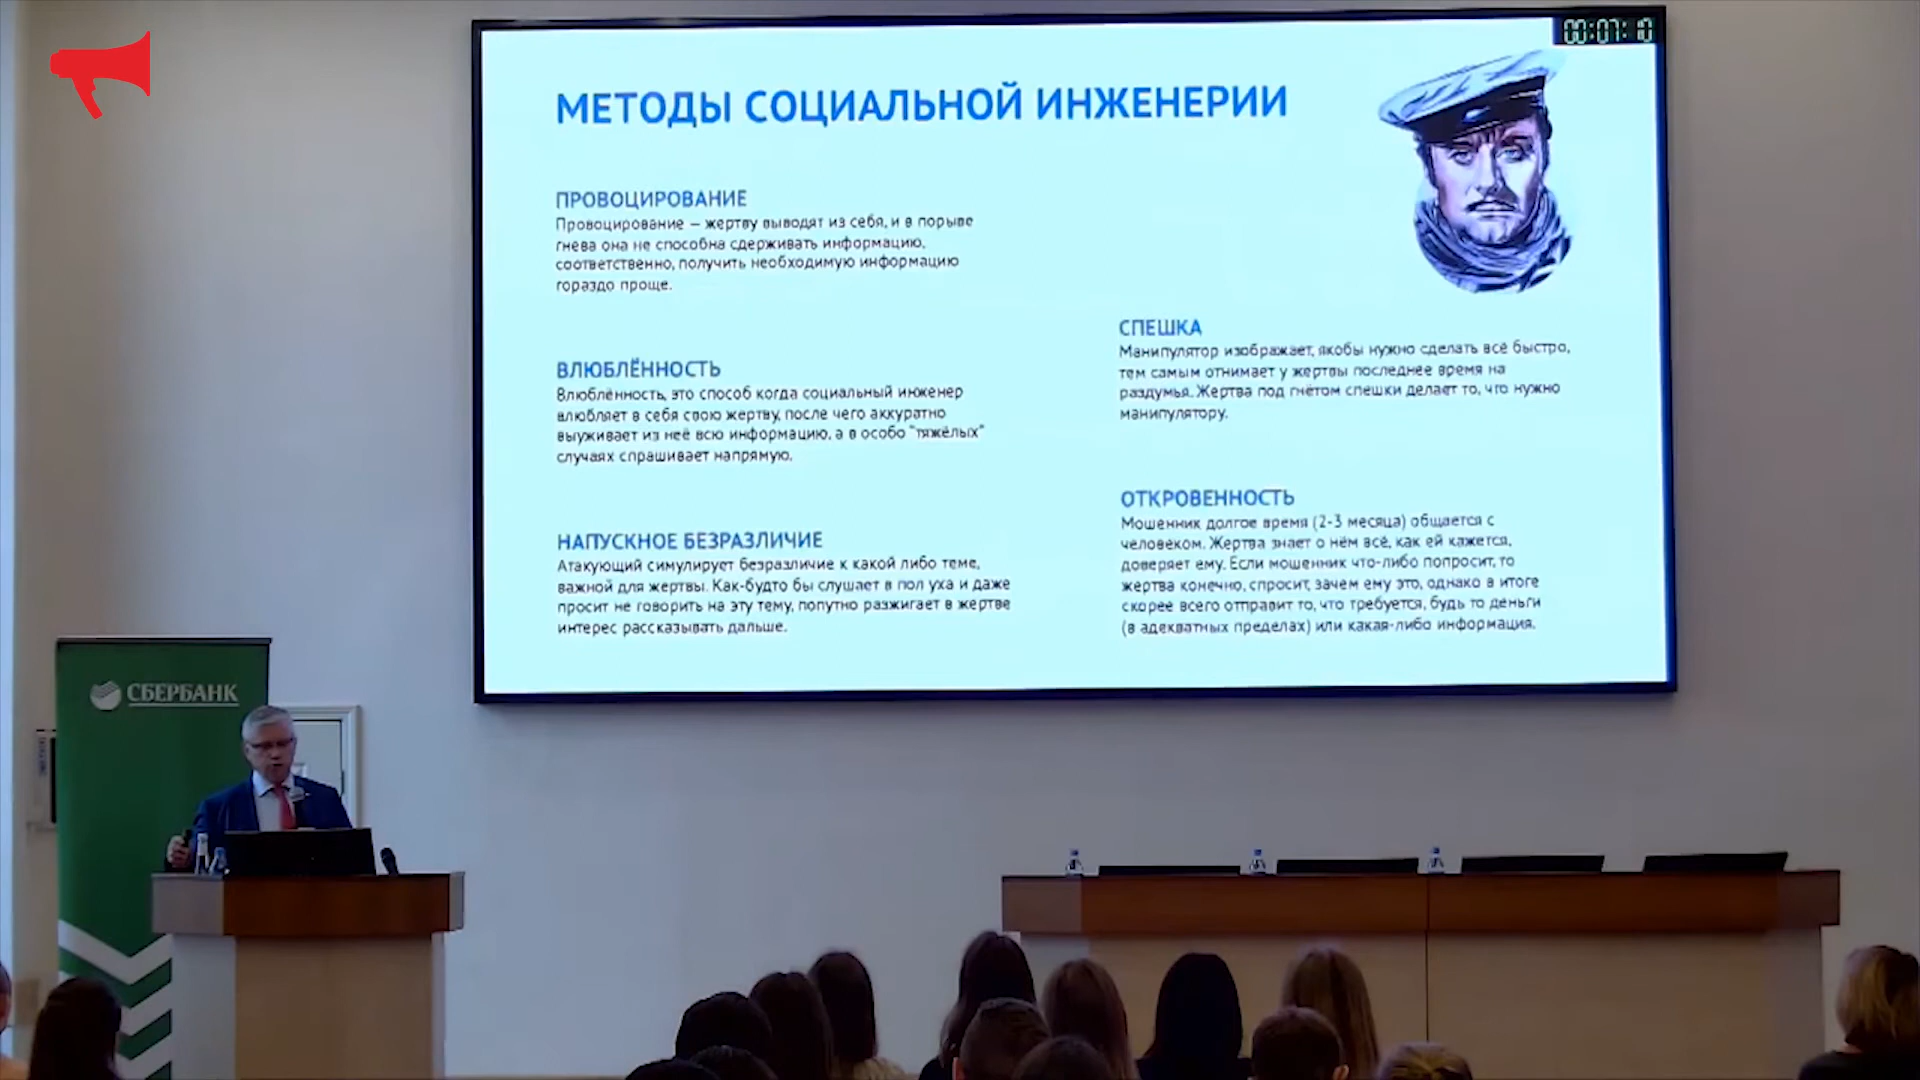 00:07:10
МЕТОДЫ СОЦИАЛЬНОЙ ИНЖЕНЕРИИ
ПРОВОЦИРОВАНИЕ
Провоцирование – жертву выводят из себя, и в порыве
гнева она не способна сдерживать информацию,
соответственно, получить необходимую информацию
гораздо проще.
ВЛЮБЛЁННОСТЬ
Влюблённость, это способ когда социальный инженер
влюбляет в себя свою жертву, после чего аккуратно
выуживает из неё всю информацию, а в особо "тяжёлых"
случаях спрашивает напрямую.
НАПУСКНОЕ БЕЗРАЗЛИЧИЕ
Атакующий симулирует безразличие к какой либо теме,
важной для жертвы. Как-будто бы слушает в пол уха и даже
просит не говорить на эту тему, попутно разжигает в жертве
интерес рассказывать дальше.
СПЕШКА
Манипулятор изображает, якобы нужно сделать всё быстро,
тем самым отнимает у жертвы последнее время на
раздумья. Жертва под гнётом спешки делает то, что нужно
манипулятору.
ОТКРОВЕННОСТЬ
Мошенник долгое время (2-3 месяца) общается с
человеком. Жертва знает о нём всё, как ей кажется,
доверяет ему. Если мошенник что-либо попросит, то
жертва конечно, спросит, зачем ему это, однако в итоге
скорее всего отправит то, что требуется, будь то деньги
(в адекватных пределах) или какая-либо информация.
СБЕРБАНК